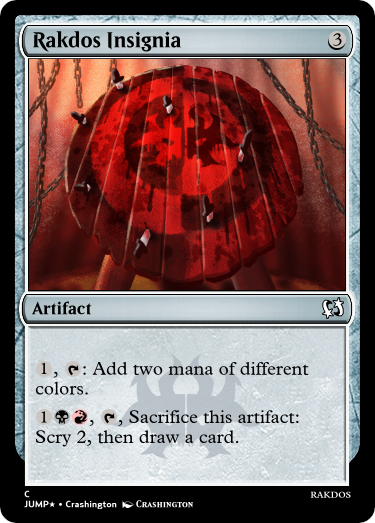 Rakdos Insignia 3
Artifact
1, : Add two mana of different
colors.
1, , Sacrifice this artifact:
Scry 2, then draw a card.
C
JUMP★ • Crashington CRASHINGTON
RAKDOS